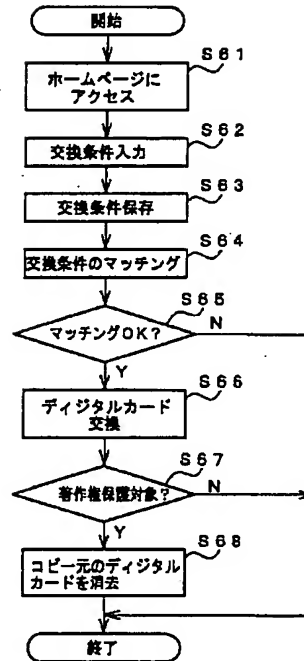 開始
S61
ホームページに
アクセス
S62
交換条件入力
S63
交換条件保存
S64
交換条件のマッチング
S65
マッチングOK?
N
Y
S66
ディジタルカード
交換
S67
著作権保護対象?
N
Y
S68
コピー元のディジタル
カードを消去
終了